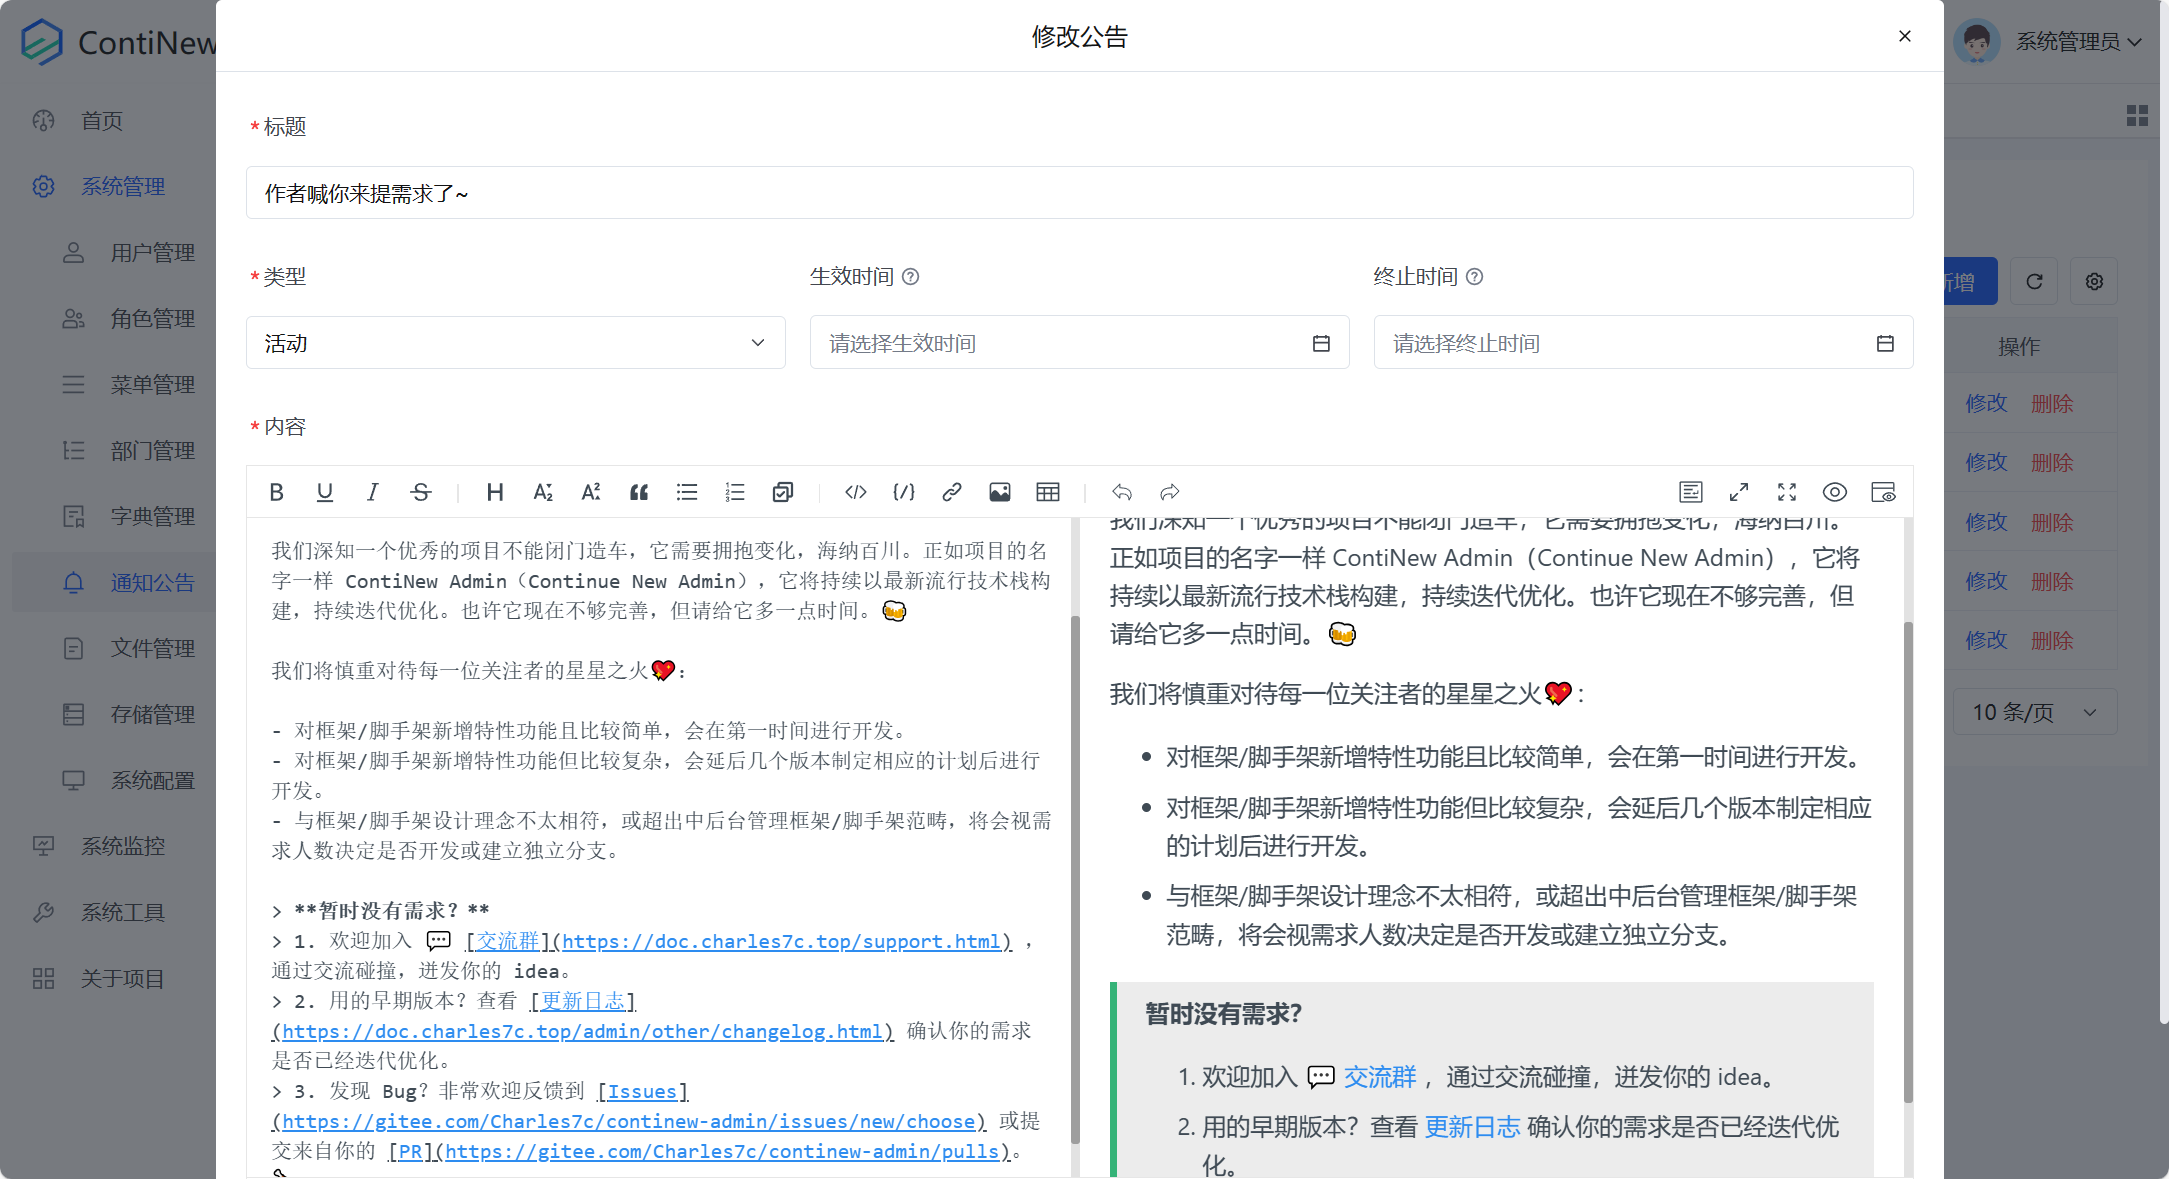 ContiNew
首页
系统管理
用户管理
角色管理
菜单管理
部门管理
字典管理
通知公告
文件管理
存储管理
系统配置
系统监控
系统工具
关于项目
修改公告
* 标题
作者喊你来提需求了~
* 类型
活动
生效时间
请选择生效时间
终止时间
请选择终止时间
* 内容
我们深知一个优秀的项目不能闭门造车，它需要拥抱变化，海纳百川。正如项目的名
字一样 ContiNew Admin（Continue New Admin），它将持续以最新流行技术栈构
建，持续迭代优化。也许它现在不够完善，但请给它多一点时间。🍻
我们将慎重对待每一位关注者的星星之火💖：
- 对框架/脚手架新增特性功能且比较简单，会在第一时间进行开发。
- 对框架/脚手架新增特性功能但比较复杂，会延后几个版本制定相应的计划后进行
开发。
- 与框架/脚手架设计理念不太相符，或超出中后台管理框架/脚手架范畴，将会视需
求人数决定是否开发或建立独立分支。
> **暂时没有需求？**
> 1. 欢迎加入 💬 [交流群](https://doc.charles7c.top/support.html) ，
通过交流碰撞，迸发你的 idea。
> 2. 用的早期版本？查看 [更新日志]
(https://doc.charles7c.top/admin/other/changelog.html) 确认你的需求
是否已经迭代优化。
> 3. 发现 Bug？非常欢迎反馈到 [Issues]
(https://gitee.com/Charles7c/continew-admin/issues/new/choose) 或提
交来自你的 [PR](https://gitee.com/Charles7c/continew-admin/pulls)。
我们深知一个优秀的项目不能闭门造车，它需要拥抱变化，海纳百川。
正如项目的名字一样 ContiNew Admin（Continue New Admin），它将
持续以最新流行技术栈构建，持续迭代优化。也许它现在不够完善，但
请给它多一点时间。🍻
我们将慎重对待每一位关注者的星星之火💖：
• 对框架/脚手架新增特性功能且比较简单，会在第一时间进行开发。
• 对框架/脚手架新增特性功能但比较复杂，会延后几个版本制定相应
的计划后进行开发。
• 与框架/脚手架设计理念不太相符，或超出中后台管理框架/脚手架
范畴，将会视需求人数决定是否开发或建立独立分支。
暂时没有需求？
1. 欢迎加入 💬 交流群 ，通过交流碰撞，迸发你的 idea。
2. 用的早期版本？查看 更新日志 确认你的需求是否已经迭代优
化。
系统管理员
新增
操作
修改 删除
修改 删除
修改 删除
修改 删除
修改 删除
10 条/页